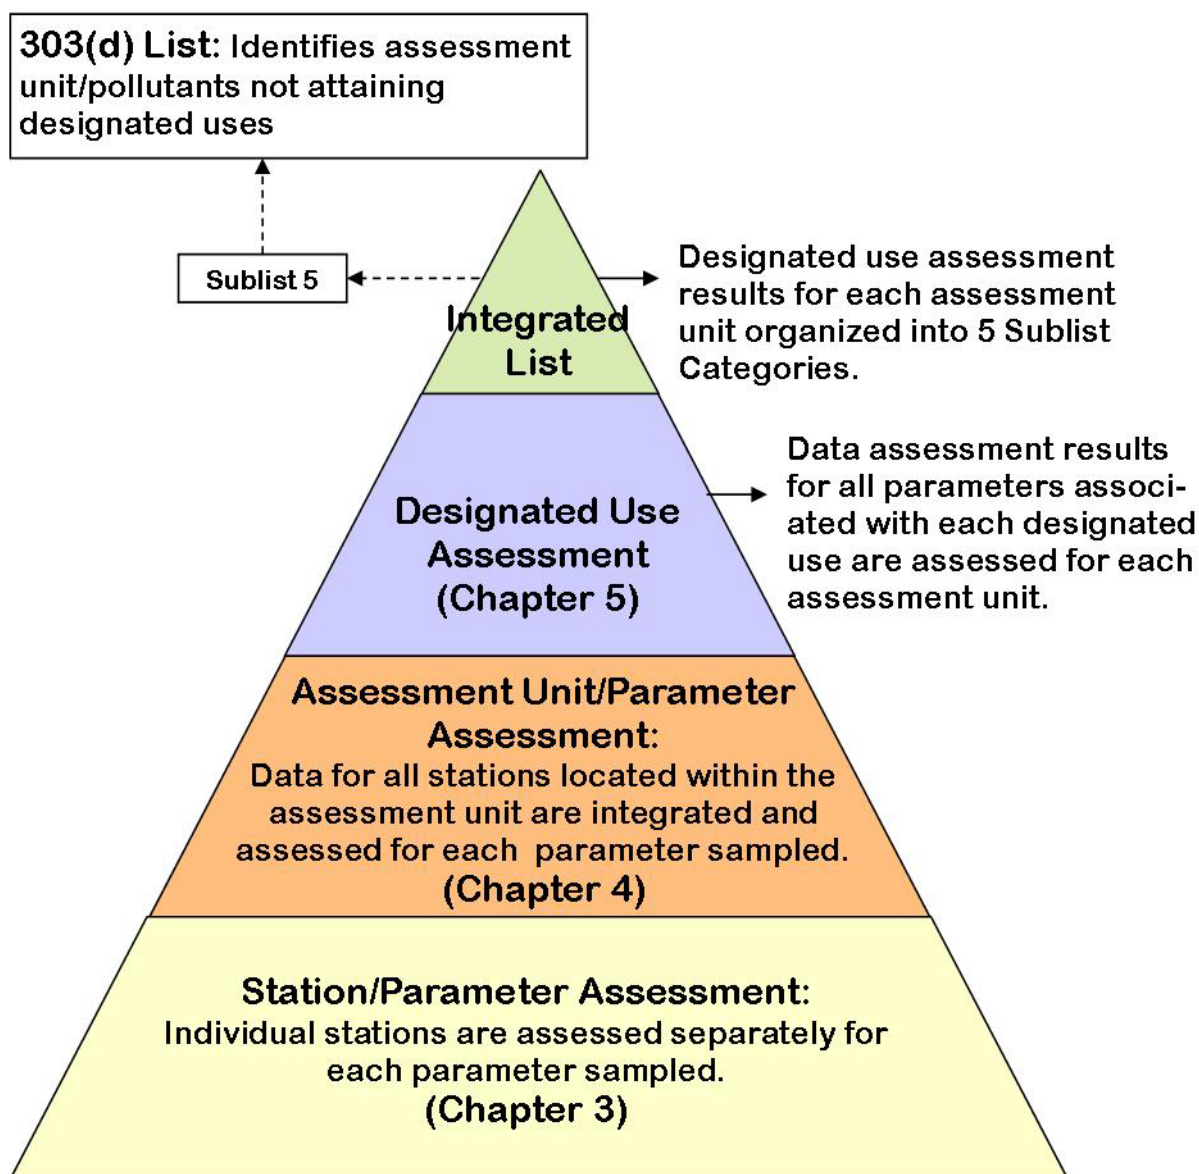 303(d) List: Identifies assessment
unit/pollutants not attaining
designated uses
Sublist 5
Designated use assessment
results for each assessment
unit organized into 5 Sublist
Categories.
Integrated
List
Data assessment results
for all parameters associ-
ated with each designated
use are assessed for each
assessment unit.
Designated Use
Assessment
(Chapter 5)
Assessment Unit/Parameter
Assessment:
Data for all stations located within the
assessment unit are integrated and
assessed for each parameter sampled.
(Chapter 4)
Station/Parameter Assessment:
Individual stations are assessed separately for
each parameter sampled.
(Chapter 3)